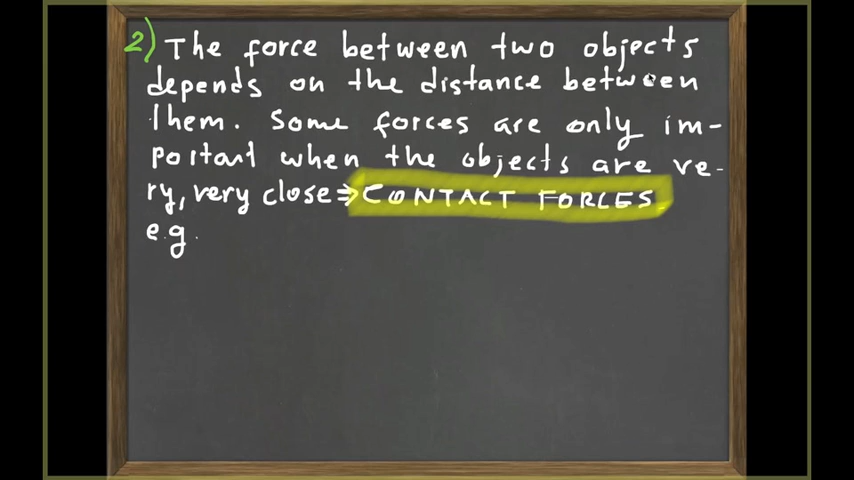 2) The force between two objects
depends on the distance between
them. Some forces are only im-
portant when the objects are ve-
ry, very close ⇒ CONTACT FORCES
e.g.